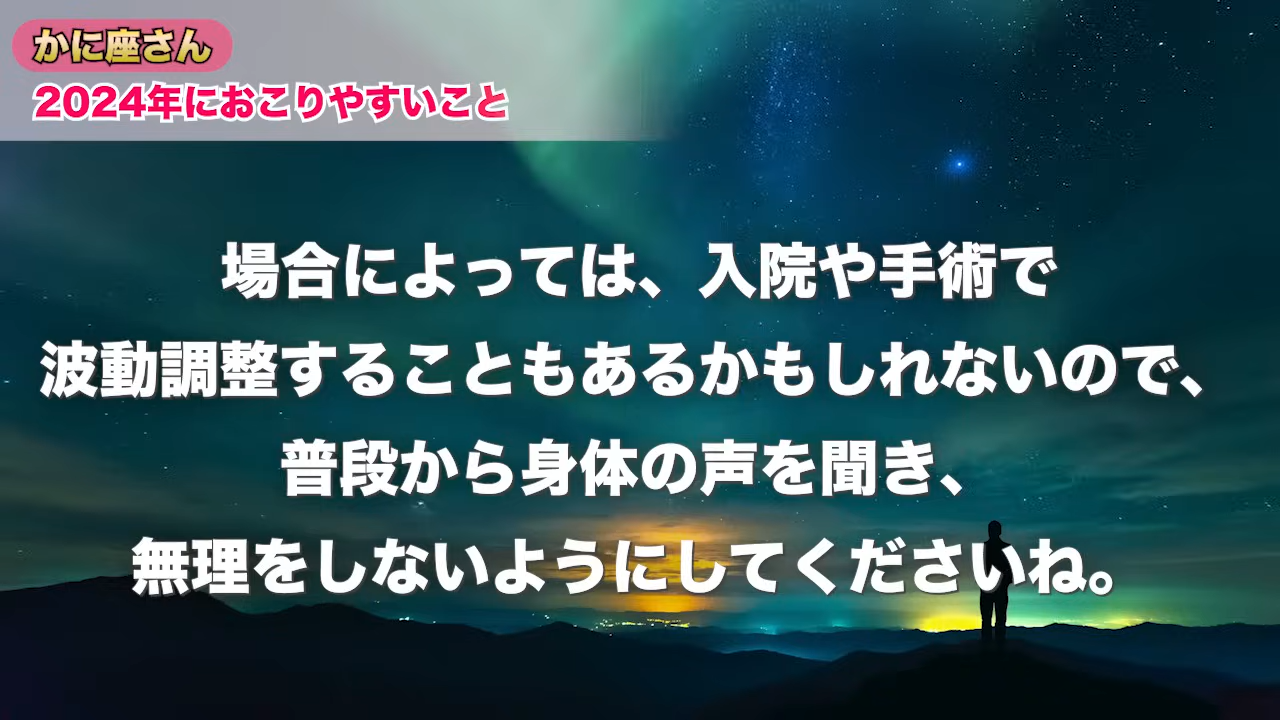 かに座さん
2024年におこりやすいこと
場合によっては、入院や手術で
波動調整することもあるかもしれないので、
普段から身体の声を聞き、
無理をしないようにしてくださいね。